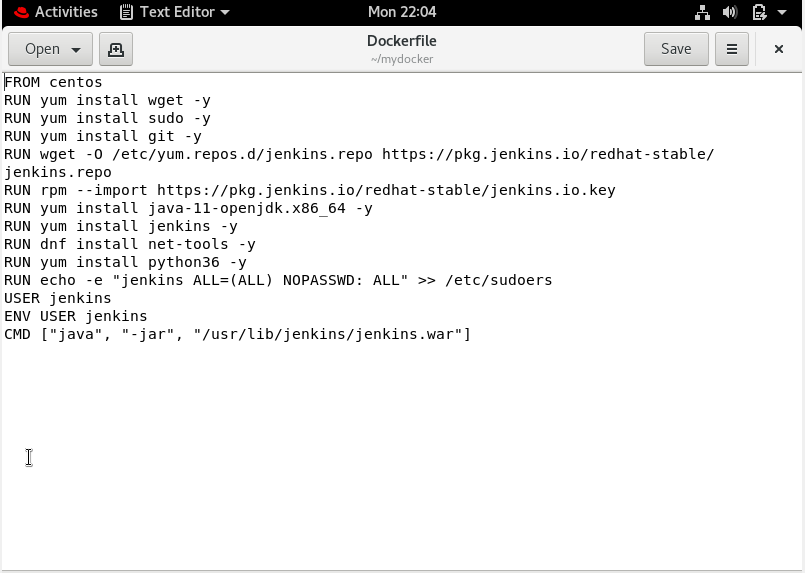 Activities Text Editor Mon 22:04
Open Dockerfile Save
~/mydocker
FROM centos
RUN yum install wget -y
RUN yum install sudo -y
RUN yum install git -y
RUN wget -O /etc/yum.repos.d/jenkins.repo https://pkg.jenkins.io/redhat-stable/
jenkins.repo
RUN rpm --import https://pkg.jenkins.io/redhat-stable/jenkins.io.key
RUN yum install java-11-openjdk.x86_64 -y
RUN yum install jenkins -y
RUN dnf install net-tools -y
RUN yum install python36 -y
RUN echo -e "jenkins ALL=(ALL) NOPASSWD: ALL" >> /etc/sudoers
USER jenkins
ENV USER jenkins
CMD ["java", "-jar", "/usr/lib/jenkins/jenkins.war"]